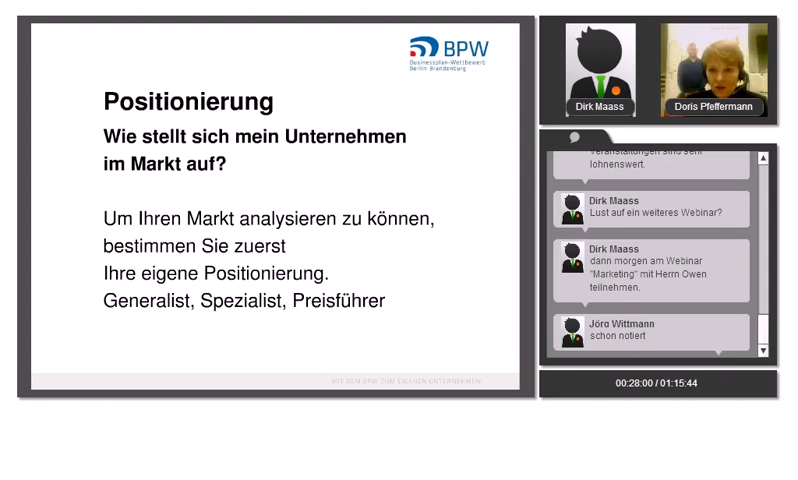 BPW
Businessplan-Wettbewerb
Berlin-Brandenburg
Positionierung
Wie stellt sich mein Unternehmen
im Markt auf?
Um Ihren Markt analysieren zu können,
bestimmen Sie zuerst
Ihre eigene Positionierung.
Generalist, Spezialist, Preisführer
MIT DEM BPW ZUM EIGENEN UNTERNEHMEN!
Dirk Maass
Doris Pfeffermann
Veranstaltungen sind sehr
lohnenswert.
Dirk Maass
Lust auf ein weiteres Webinar?
Dirk Maass
dann morgen am Webinar
"Marketing" mit Herrn Owen
teilnehmen.
Jörg Wittmann
schon notiert
00:28:00 / 01:15:44